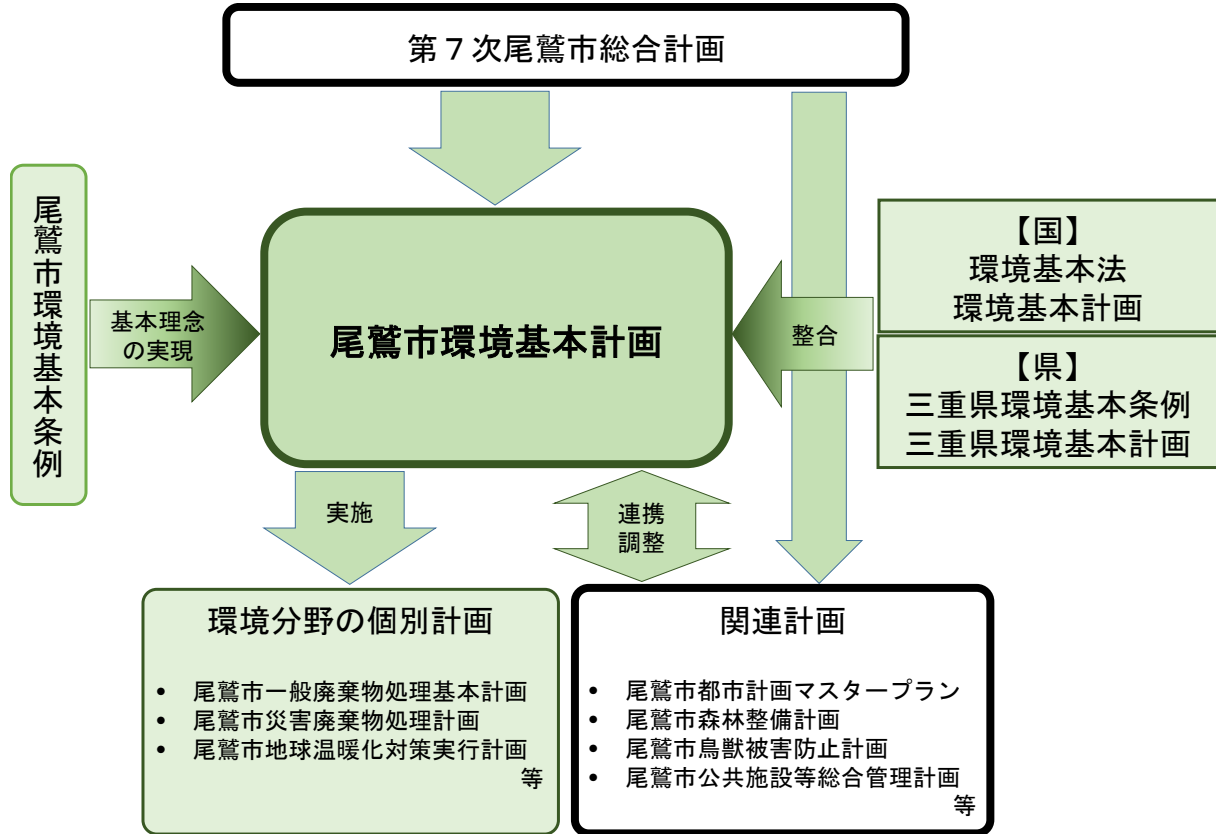 第７次尾鷲市総合計画
尾鷲市環境基本条例
基本理念
の実現
尾鷲市環境基本計画
整合
【国】
環境基本法
環境基本計画
【県】
三重県環境基本条例
三重県環境基本計画
実施
連携
調整
環境分野の個別計画
• 尾鷲市一般廃棄物処理基本計画
• 尾鷲市災害廃棄物処理計画
• 尾鷲市地球温暖化対策実行計画
等
関連計画
• 尾鷲市都市計画マスタープラン
• 尾鷲市森林整備計画
• 尾鷲市鳥獣被害防止計画
• 尾鷲市公共施設等総合管理計画
等